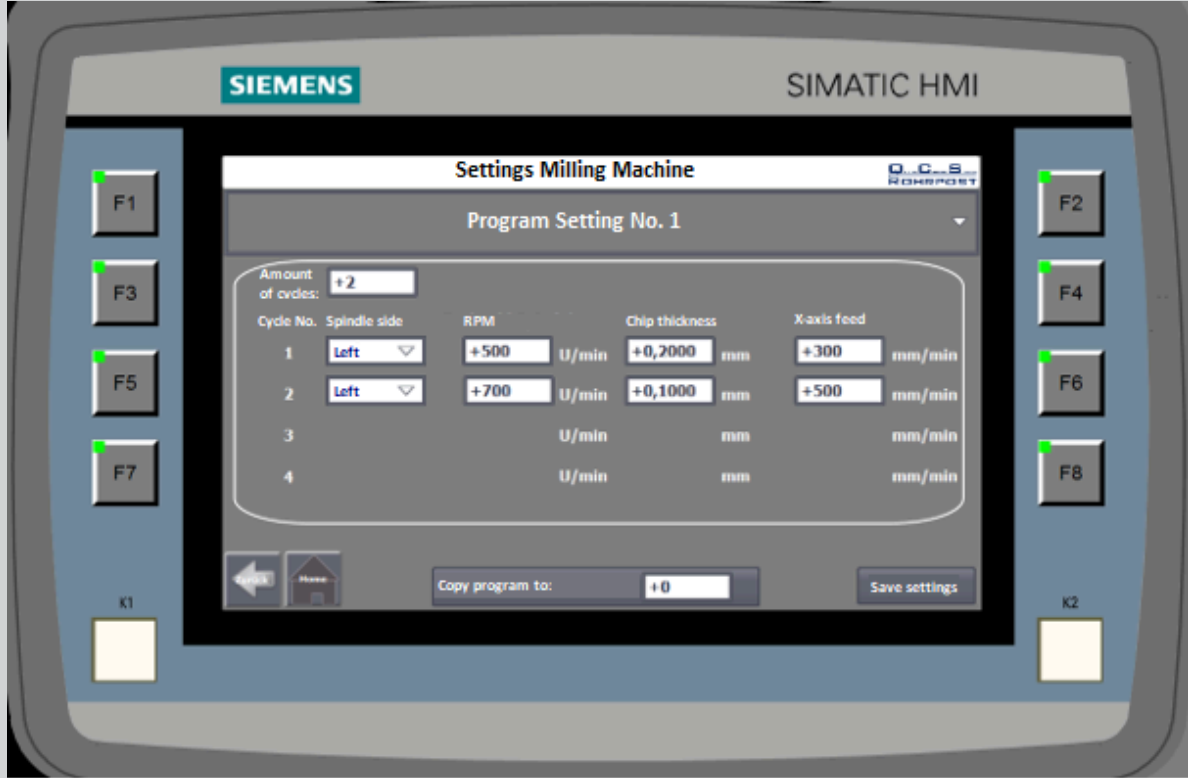 SIEMENS
SIMATIC HMI
Settings Milling Machine
Q...C...S...
ROHRPOST
Program Setting No. 1
F1
F2
F3
F4
F5
F6
F7
F8
Amount
of cycles:
+2
Cycle No. Spindle side RPM Chip thickness X-axis feed
1 Left +500 U/min +0,2000 mm +300 mm/min
2 Left +700 U/min +0,1000 mm +500 mm/min
3 U/min mm mm/min
4 U/min mm mm/min
Zurück
Home
Copy program to: +0
Save settings
K1
K2